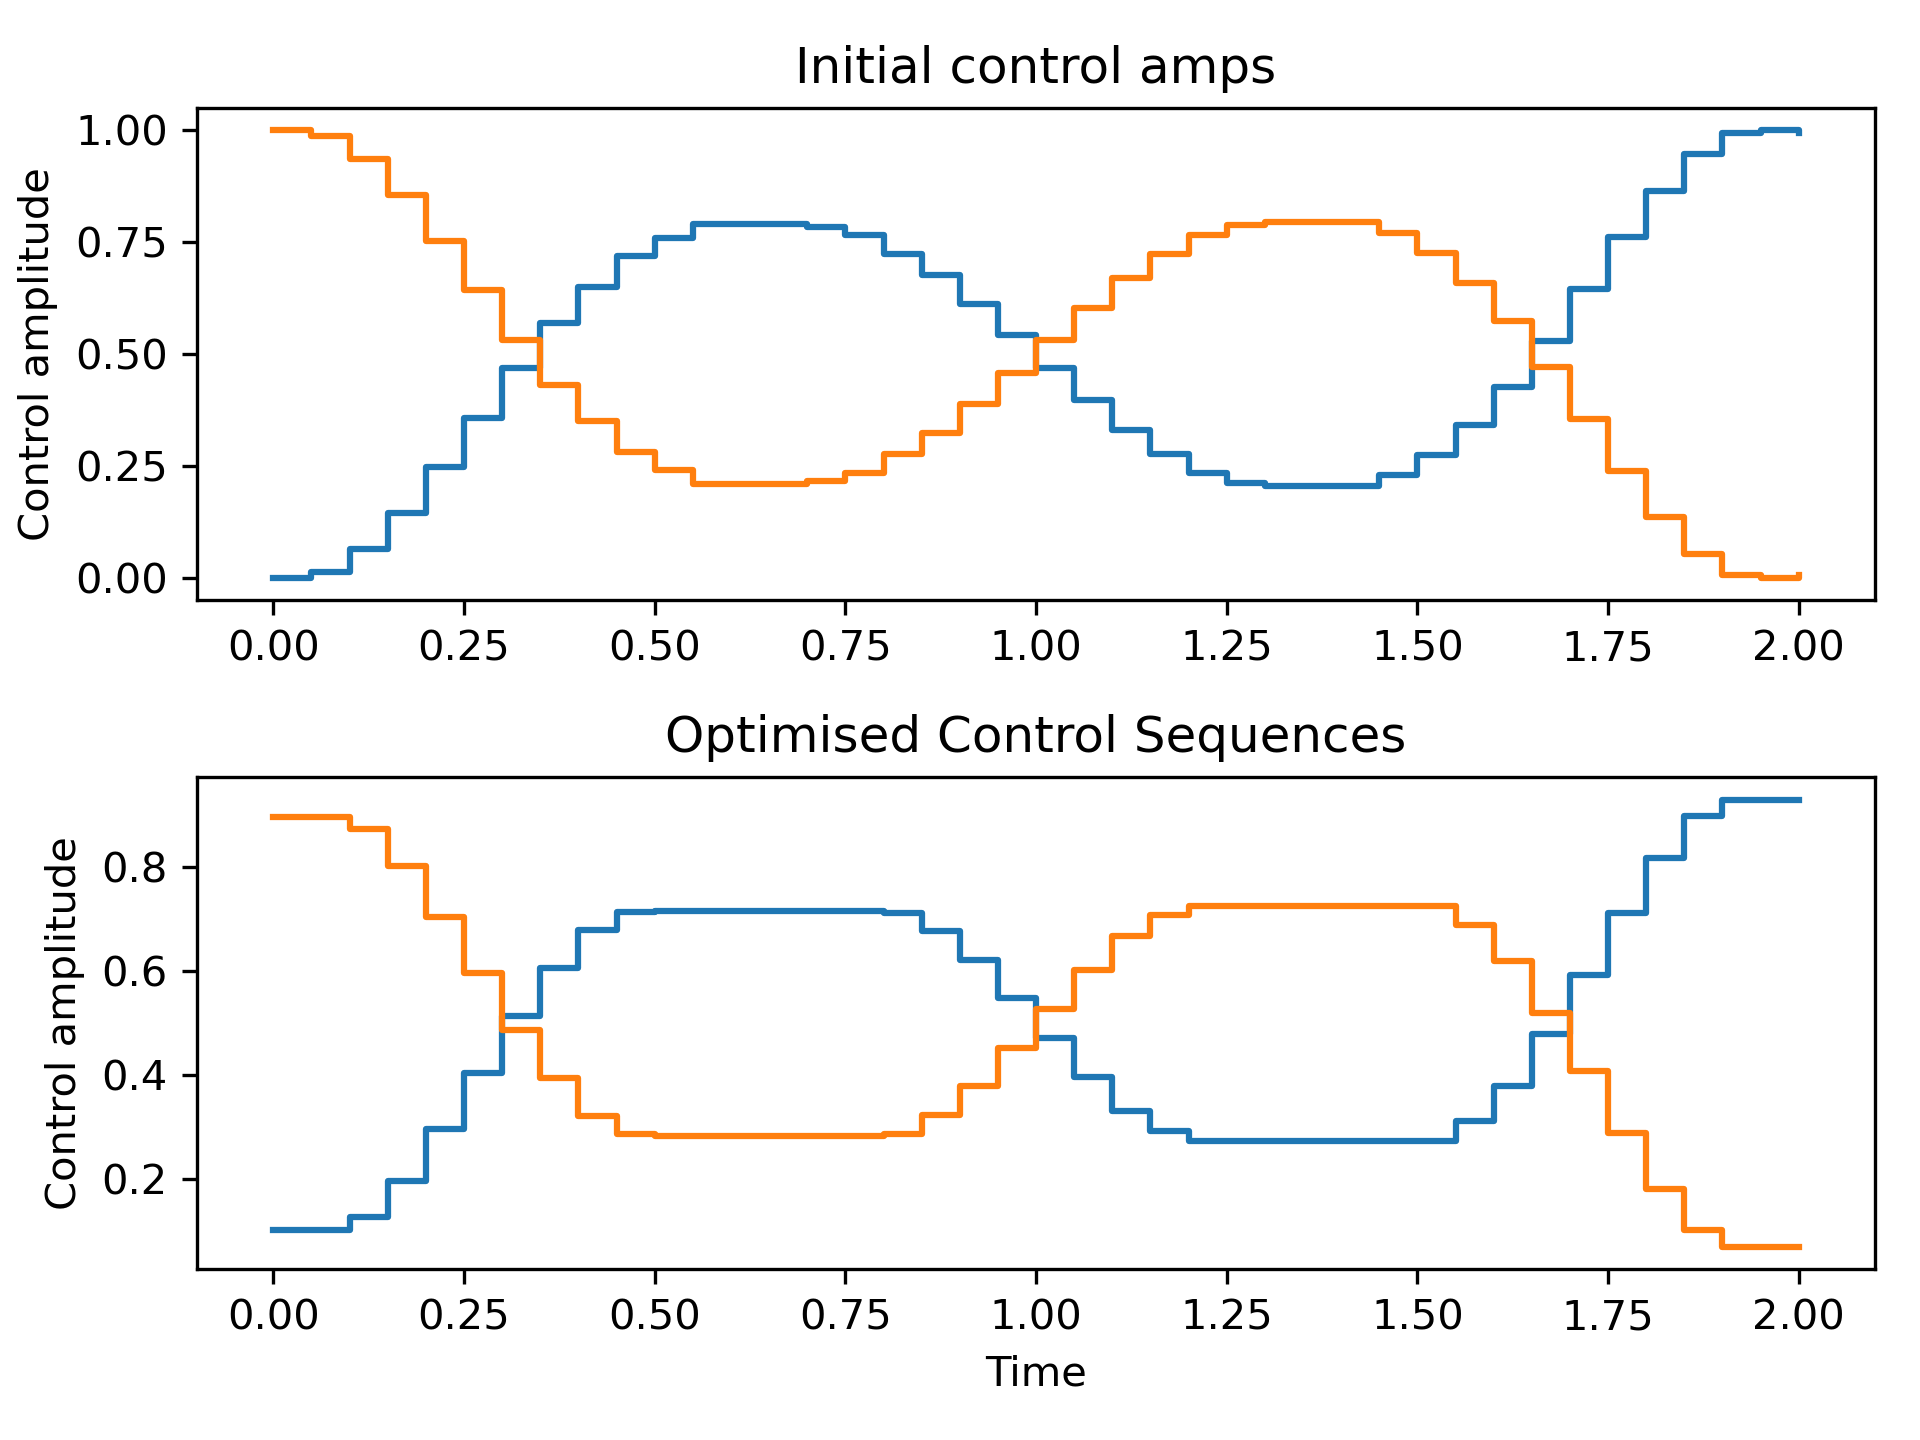 Initial control amps
Control amplitude
1.00
0.75
0.50
0.25
0.00
0.00 0.25 0.50 0.75 1.00 1.25 1.50 1.75 2.00
Optimised Control Sequences
Control amplitude
0.8
0.6
0.4
0.2
0.00 0.25 0.50 0.75 1.00 1.25 1.50 1.75 2.00
Time